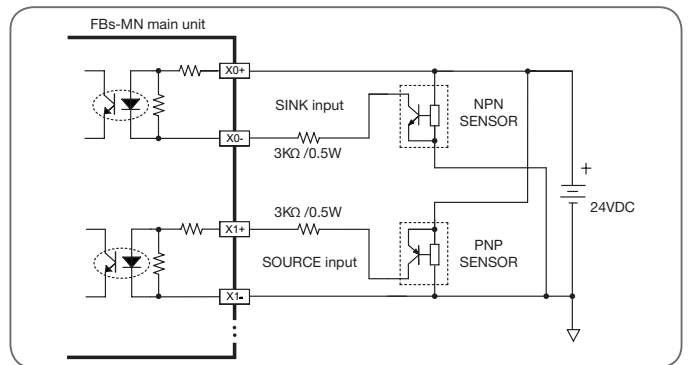 FBs-MN main unit
X0+
SINK input
NPN
SENSOR
X0-
3KΩ /0.5W
+
24VDC
3KΩ /0.5W
X1+
SOURCE input
PNP
SENSOR
X1-